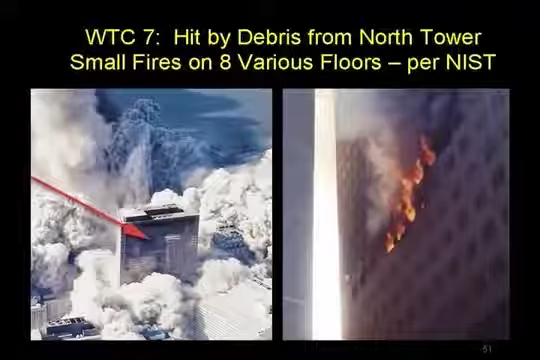 WTC 7:  Hit by Debris from North Tower
Small Fires on 8 Various Floors – per NIST
51